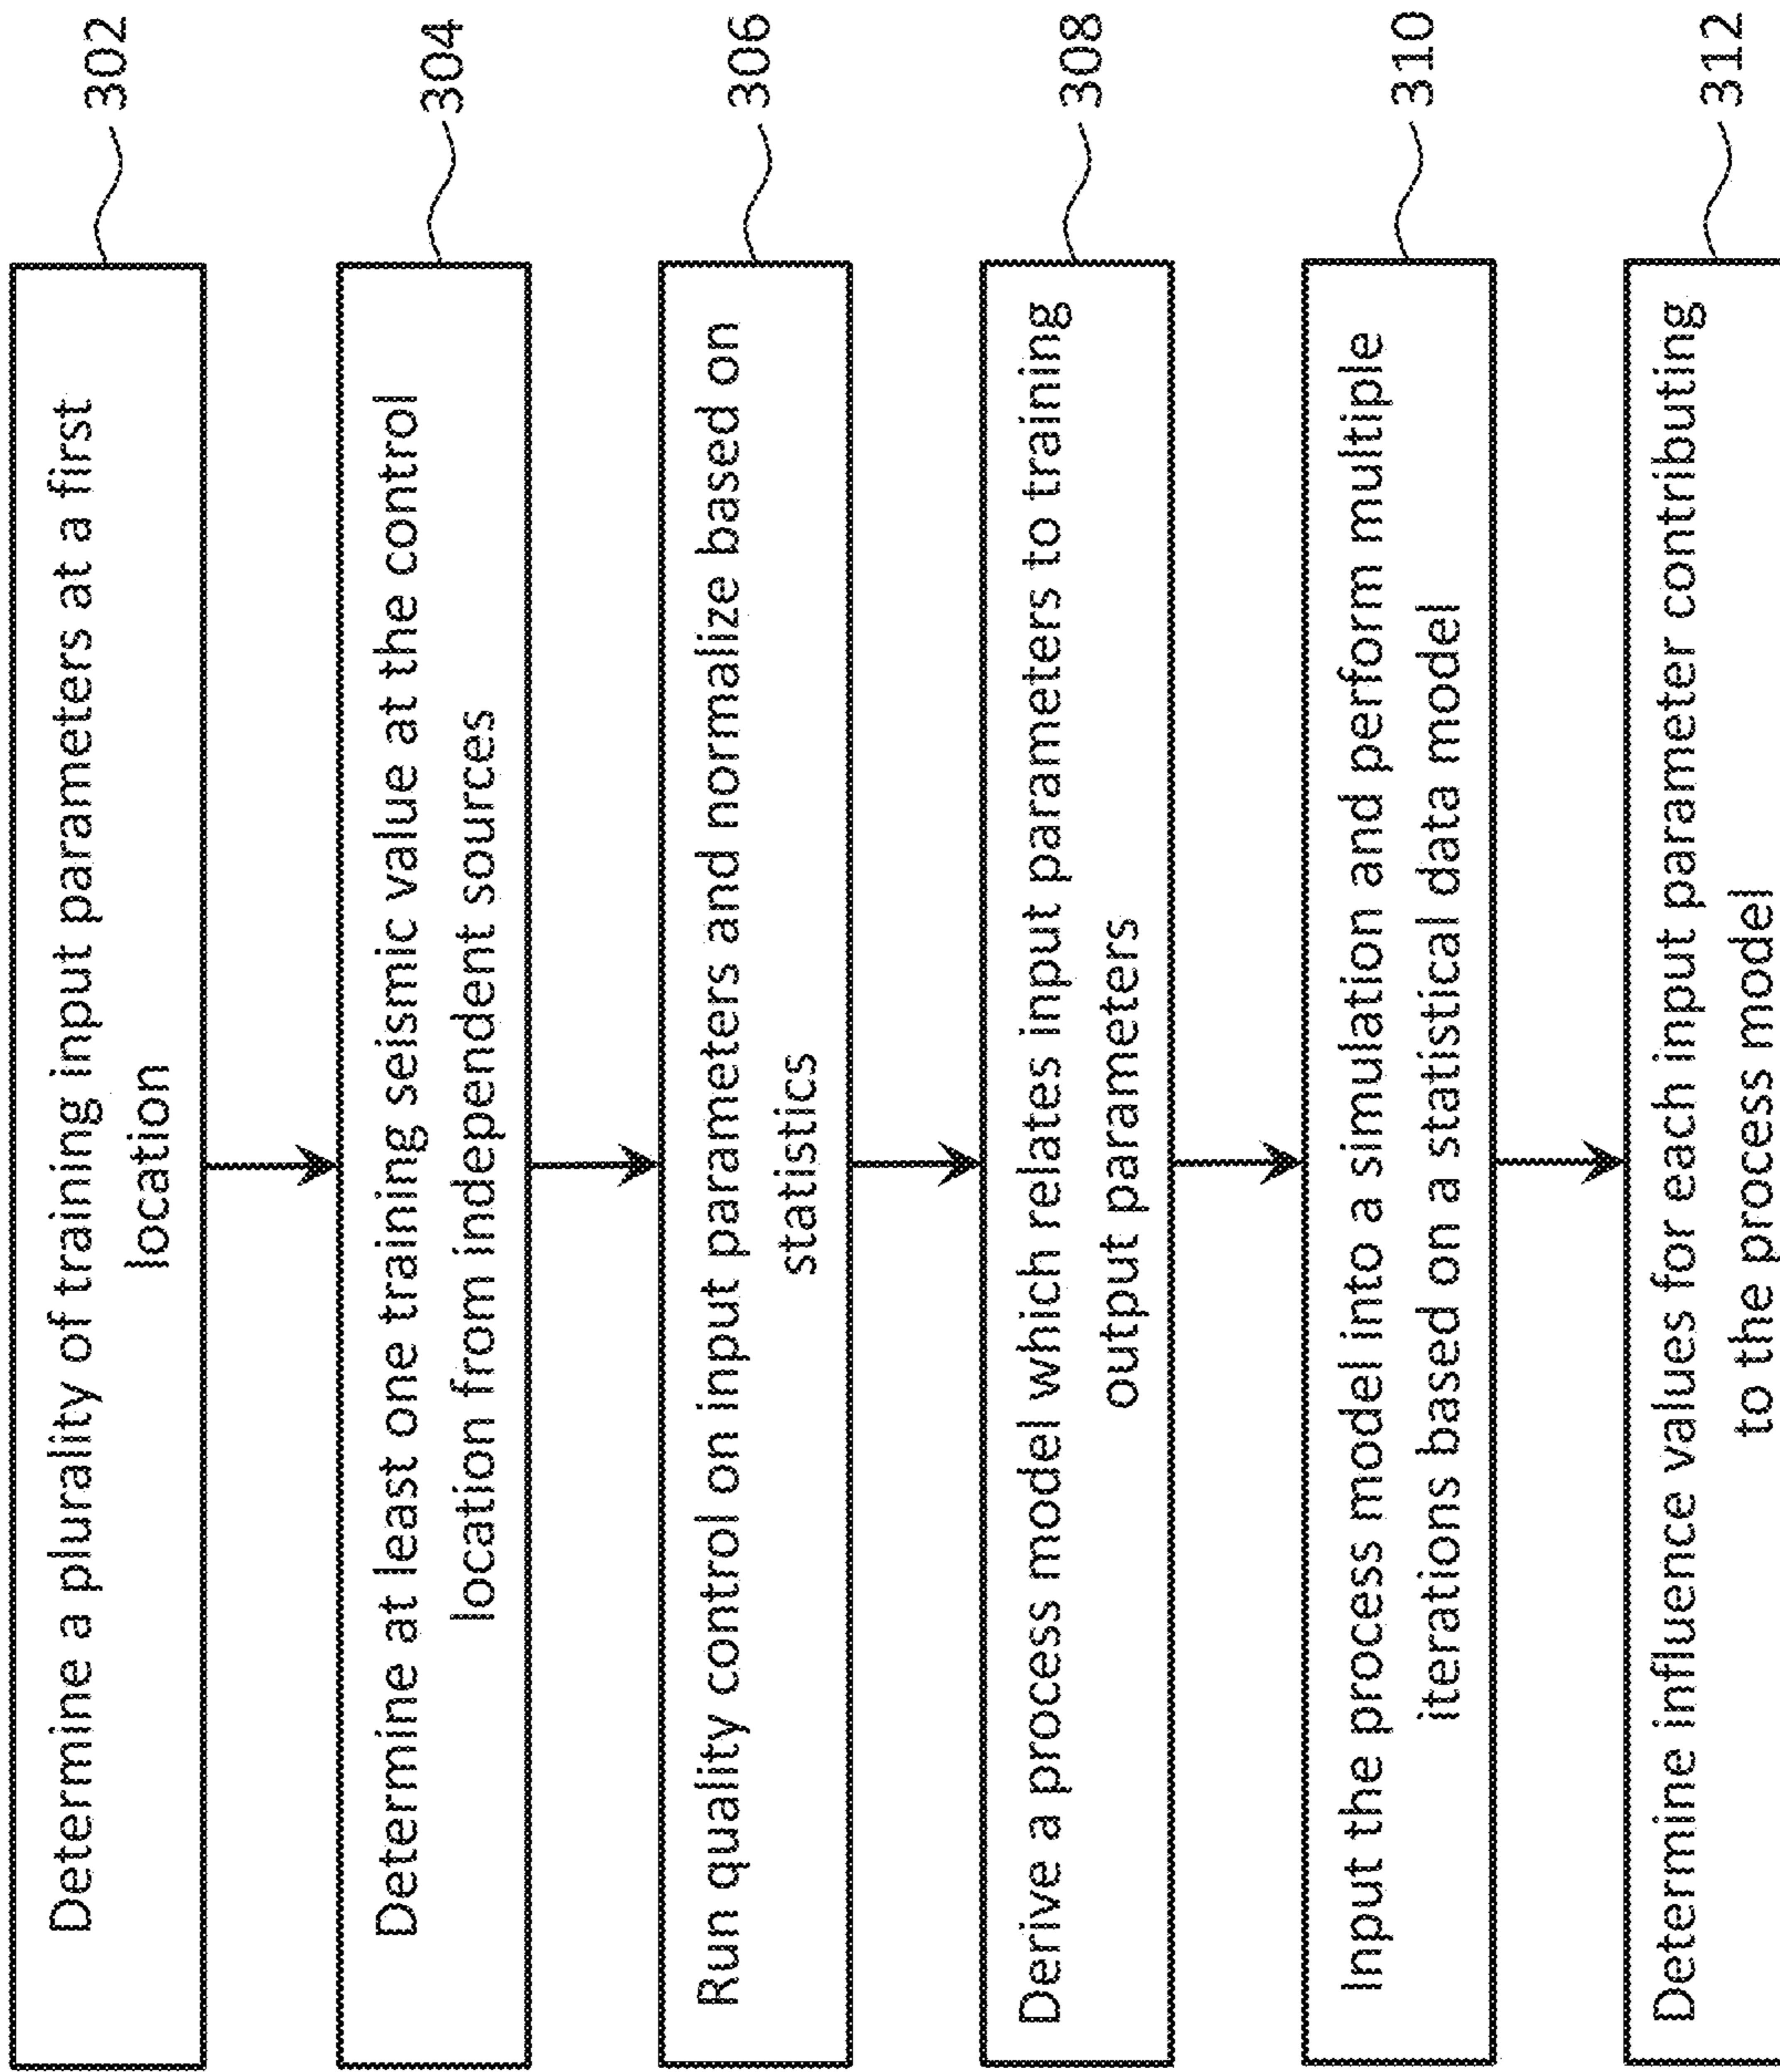 Determine a plurality of training input parameters at a first
location
302
Determine at least one training seismic value at the control
location from independent sources
304
Run quality control on input parameters and normalize based on
statistics
306
Derive a process model which relates input parameters to training
output parameters
308
Input the process model into a simulation and perform multiple
iterations based on a statistical data model
310
Determine influence values for each input parameter contributing
to the process model
312